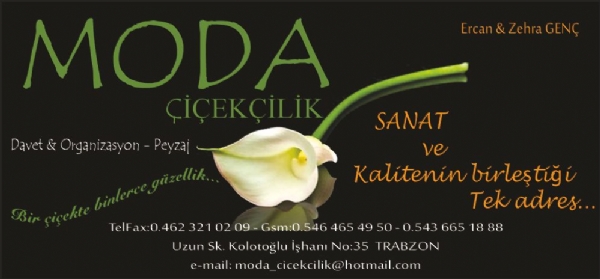 MODA
ÇİÇEKÇİLİK
Ercan & Zehra GENÇ
Davet & Organizasyon - Peyzaj
Bir çiçekte binlerce güzellik...
SANAT
ve
Kalitenin birleştiği
Tek adres...
TelFax:0.462 321 02 09 - Gsm:0.546 465 49 50 - 0.543 665 18 88
Uzun Sk. Kolotoğlu İşhanı No:35 TRABZON
e-mail: moda_cicekcilik@hotmail.com